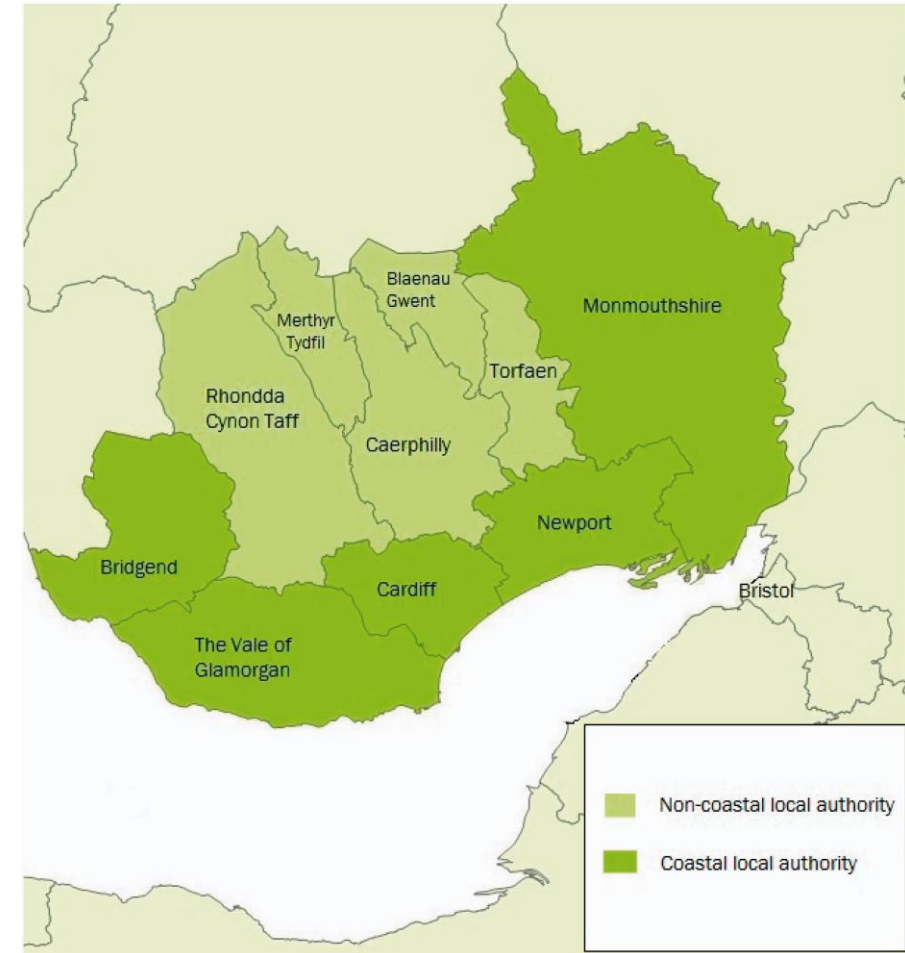 Blaenau
Gwent
Merthyr
Tydfil
Monmouthshire
Torfaen
Rhondda
Cynon Taff
Caerphilly
Newport
Bridgend
Cardiff
Bristol
The Vale of
Glamorgan
Non-coastal local authority
Coastal local authority